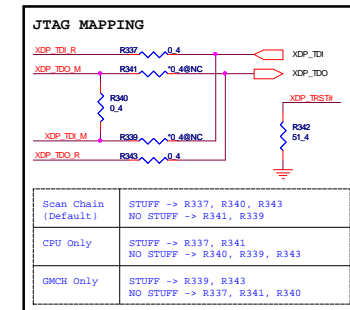 JTAG MAPPING
XDP_TDI_R R337 0_4 XDP_TDI
XDP_TDO_M R341 *0_4@NC XDP_TDO
XDP_TRST#
R340
0_4
R342
51_4
XDP_TDI_M R339 *0_4@NC
XDP_TDO_R R343 0_4
Scan Chain STUFF -> R337, R340, R343
(Default) NO STUFF -> R341, R339
CPU Only STUFF -> R337, R341
NO STUFF -> R340, R339, R343
GMCH Only STUFF -> R339, R343
NO STUFF -> R337, R341, R340